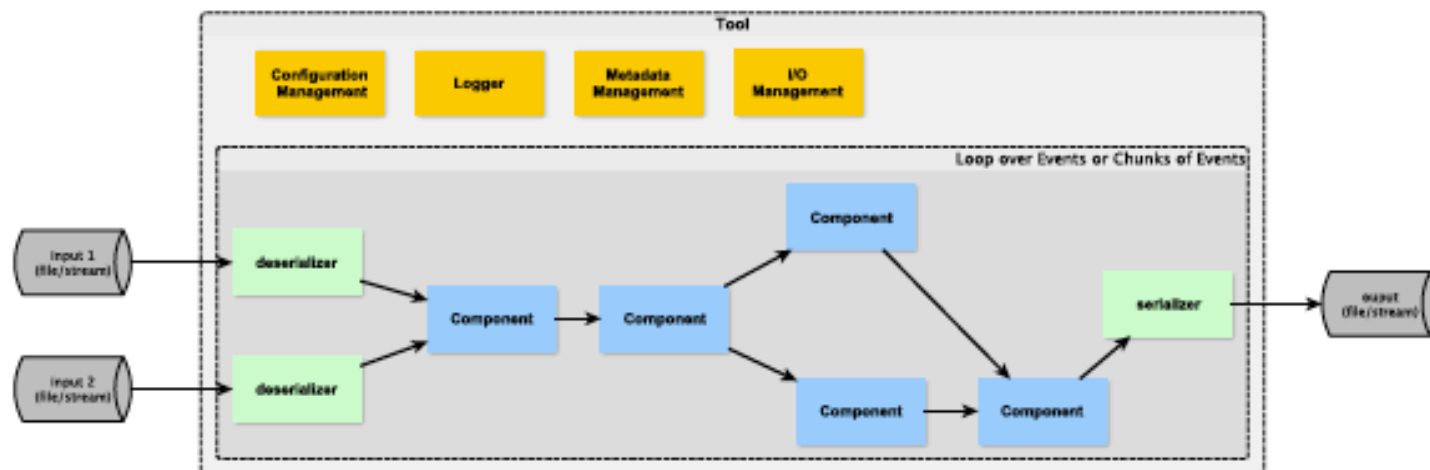 Tool
Configuration
Management
Logger
Metadata
Management
I/O
Management
Loop over Events or Chunks of Events
Input 1
(file/stream)
deserializer
Component
Component
Component
serializer
ouput
(file/stream)
Input 2
(file/stream)
deserializer
Component
Component